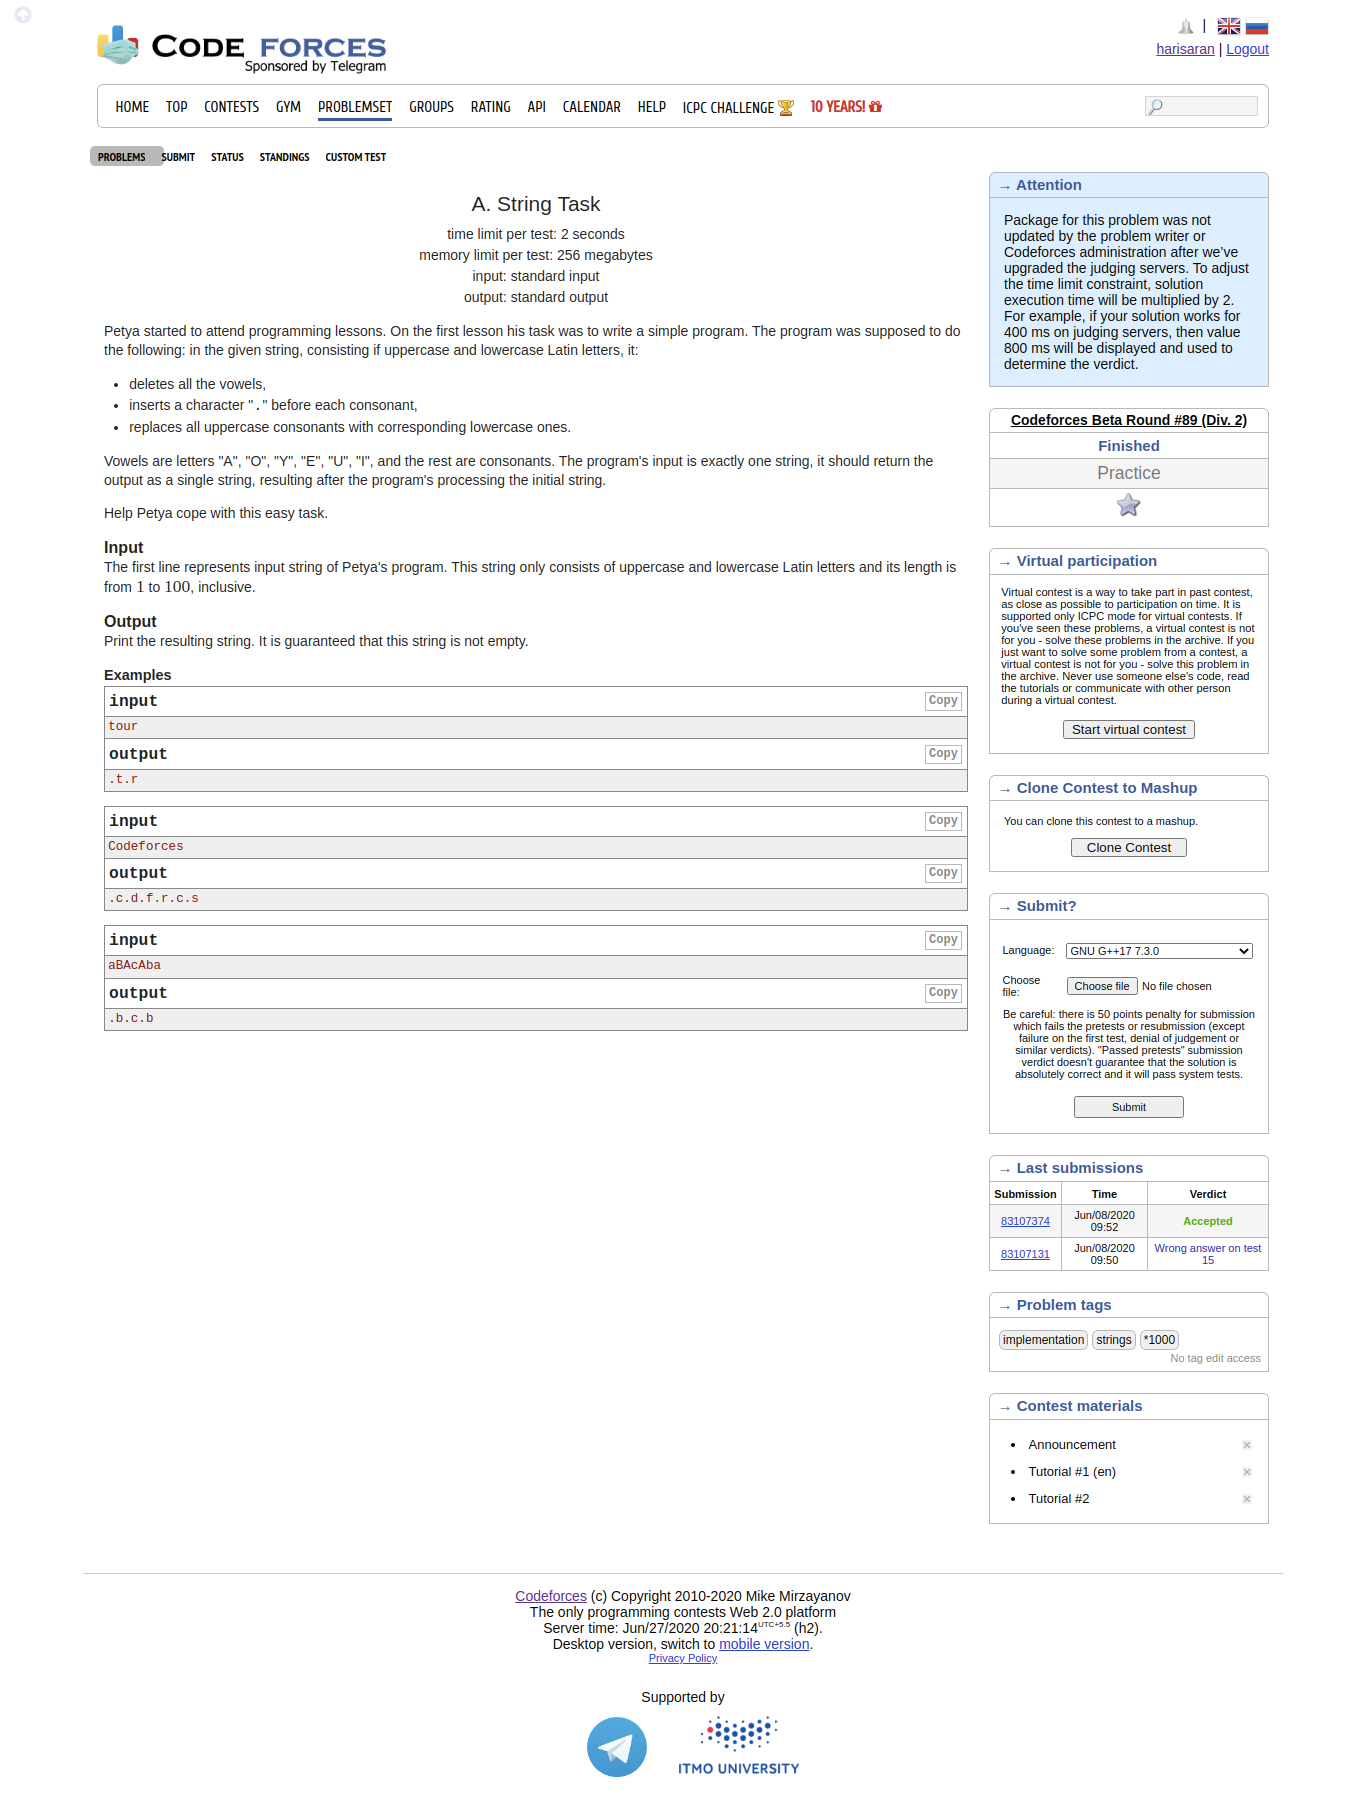 CODE FORCES
Sponsored by Telegram
|
harisaran | Logout
HOME TOP CONTESTS GYM PROBLEMSET GROUPS RATING API CALENDAR HELP ICPC CHALLENGE 10 YEARS!
PROBLEMS SUBMIT STATUS STANDINGS CUSTOM TEST
A. String Task
time limit per test: 2 seconds
memory limit per test: 256 megabytes
input: standard input
output: standard output
Petya started to attend programming lessons. On the first lesson his task was to write a simple program. The program was supposed to do
the following: in the given string, consisting if uppercase and lowercase Latin letters, it:
• deletes all the vowels,
• inserts a character "." before each consonant,
• replaces all uppercase consonants with corresponding lowercase ones.
Vowels are letters "A", "O", "Y", "E", "U", "I", and the rest are consonants. The program's input is exactly one string, it should return the
output as a single string, resulting after the program's processing the initial string.
Help Petya cope with this easy task.
Input
The first line represents input string of Petya's program. This string only consists of uppercase and lowercase Latin letters and its length is
from 1 to 100, inclusive.
Output
Print the resulting string. It is guaranteed that this string is not empty.
Examples
input Copy
tour
output Copy
.t.r
input Copy
Codeforces
output Copy
.c.d.f.r.c.s
input Copy
aBAcAba
output Copy
.b.c.b
→ Attention
Package for this problem was not
updated by the problem writer or
Codeforces administration after we've
upgraded the judging servers. To adjust
the time limit constraint, solution
execution time will be multiplied by 2.
For example, if your solution works for
400 ms on judging servers, then value
800 ms will be displayed and used to
determine the verdict.
Codeforces Beta Round #89 (Div. 2)
Finished
Practice
→ Virtual participation
Virtual contest is a way to take part in past contest,
as close as possible to participation on time. It is
supported only ICPC mode for virtual contests. If
you've seen these problems, a virtual contest is not
for you - solve these problems in the archive. If you
just want to solve some problem from a contest, a
virtual contest is not for you - solve this problem in
the archive. Never use someone else's code, read
the tutorials or communicate with other person
during a virtual contest.
Start virtual contest
→ Clone Contest to Mashup
You can clone this contest to a mashup.
Clone Contest
→ Submit?
Language: GNU G++17 7.3.0
Choose
file: Choose file No file chosen
Be careful: there is 50 points penalty for submission
which fails the pretests or resubmission (except
failure on the first test, denial of judgement or
similar verdicts). "Passed pretests" submission
verdict doesn't guarantee that the solution is
absolutely correct and it will pass system tests.
Submit
→ Last submissions
Submission Time Verdict
83107374 Jun/08/2020 Accepted
09:52
83107131 Jun/08/2020 Wrong answer on test
09:50 15
→ Problem tags
implementation strings *1000
No tag edit access
→ Contest materials
• Announcement
• Tutorial #1 (en)
• Tutorial #2
Codeforces (c) Copyright 2010-2020 Mike Mirzayanov
The only programming contests Web 2.0 platform
Server time: Jun/27/2020 20:21:14UTC+5.5 (h2).
Desktop version, switch to mobile version.
Privacy Policy
Supported by
ITMO UNIVERSITY